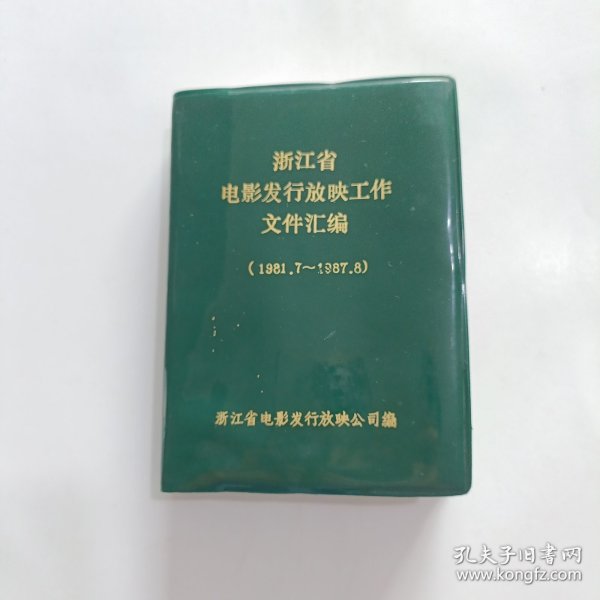 浙江省
电影发行放映工作
文件汇编
(1981.7～1987.8)
浙江省电影发行放映公司编
孔夫子旧书网
www.kongfz.com